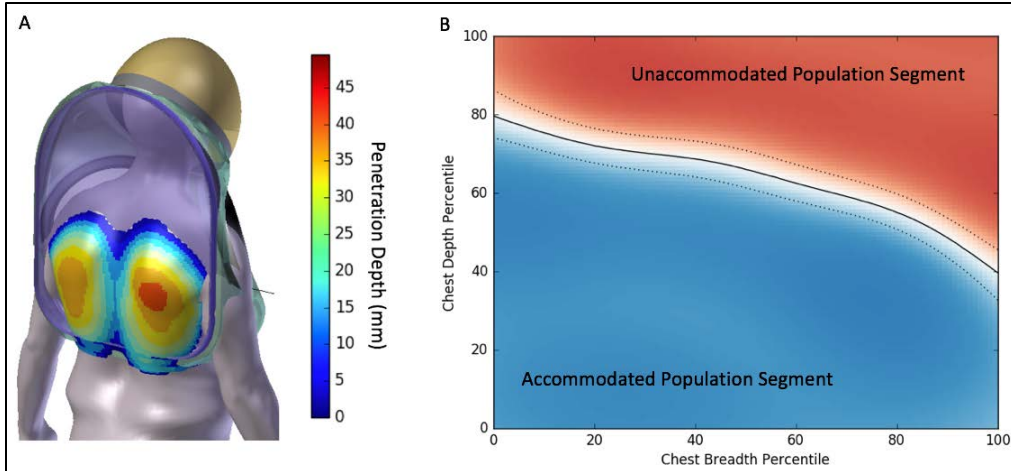 A
45
40
35
30
25
20
15
10
5
0
Penetration Depth (mm)
B
100
80
60
40
20
0
Chest Depth Percentile
Unaccommodated Population Segment
Accommodated Population Segment
0 20 40 60 80 100
Chest Breadth Percentile